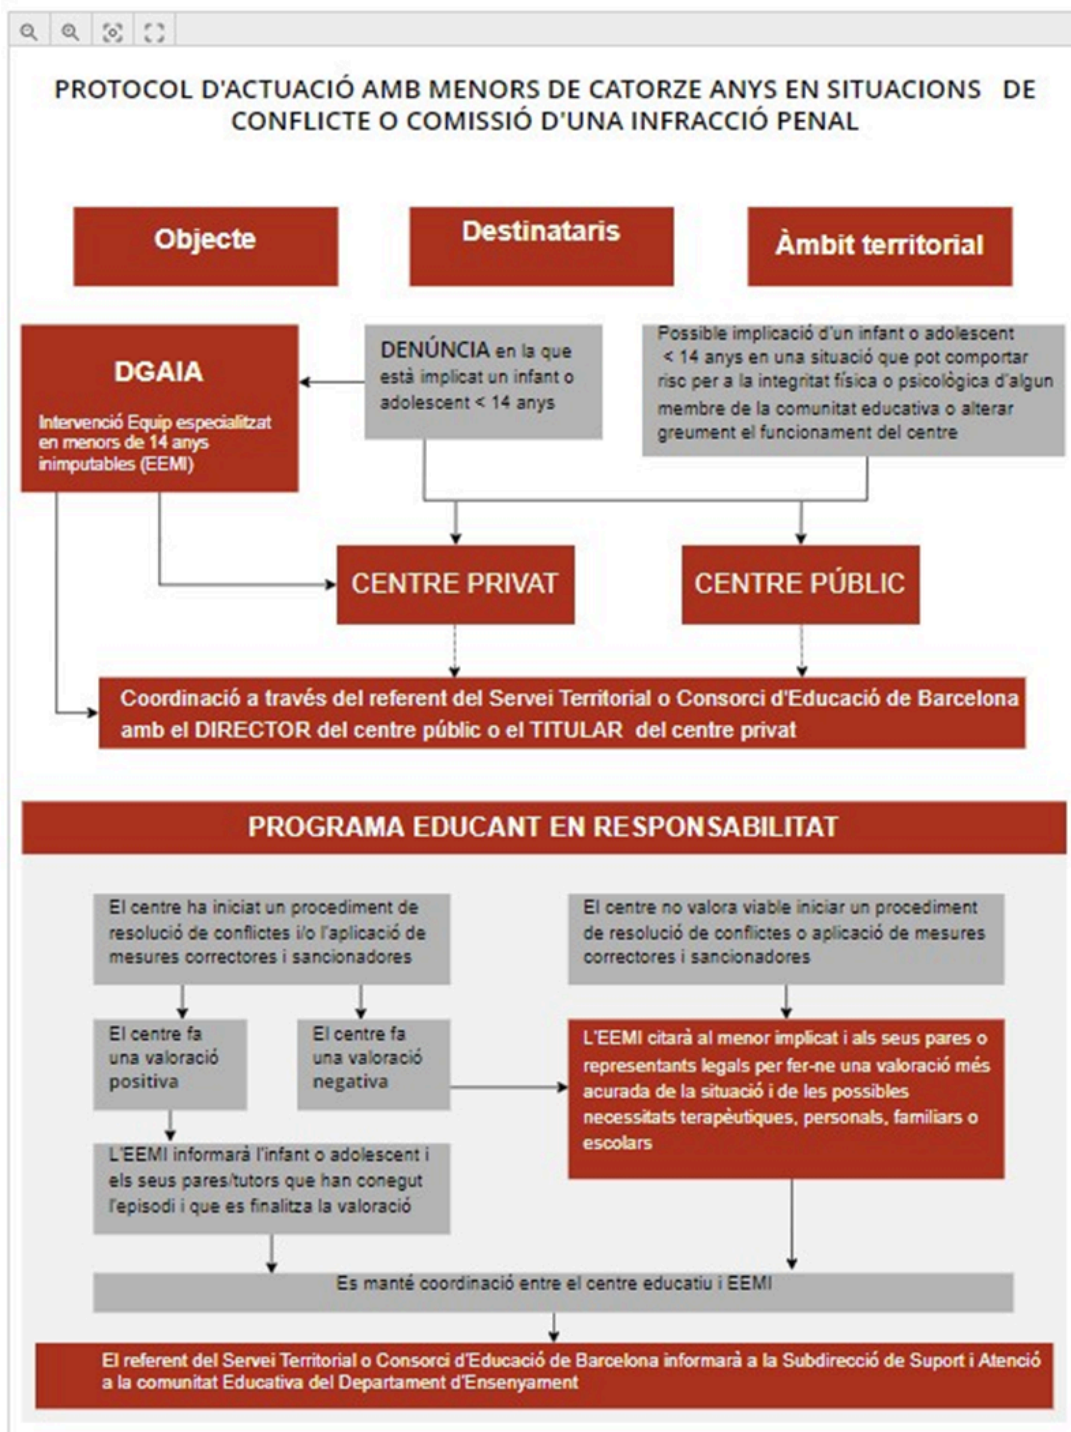 PROTOCOL D'ACTUACIÓ AMB MENORS DE CATORZE ANYS EN SITUACIONS DE
CONFLICTE O COMISSIÓ D'UNA INFRACCIÓ PENAL
Objecte
Destinataris
Àmbit territorial
DGAIA
Intervenció Equip especialitzat
en menors de 14 anys
inimputables (EEMI)
DENÚNCIA en la que
està implicat un infant o
adolescent < 14 anys
Possible implicació d'un infant o adolescent
< 14 anys en una situació que pot comportar
risc per a la integritat física o psicològica d'algun
membre de la comunitat educativa o alterar
greument el funcionament del centre
CENTRE PRIVAT
CENTRE PÚBLIC
Coordinació a través del referent del Servei Territorial o Consorci d'Educació de Barcelona
amb el DIRECTOR del centre públic o el TITULAR del centre privat
PROGRAMA EDUCANT EN RESPONSABILITAT
El centre ha iniciat un procediment de
resolució de conflictes i/o l'aplicació de
mesures correctores i sancionadores
El centre no valora viable iniciar un procediment
de resolució de conflictes o aplicació de mesures
correctores i sancionadores
El centre fa
una valoració
positiva
El centre fa
una valoració
negativa
L'EEMI citarà al menor implicat i als seus pares o
representants legals per fer-ne una valoració més
acurada de la situació i de les possibles
necessitats terapèutiques, personals, familiars o
escolars
L'EEMI informarà l'infant o adolescent i
els seus pares/tutors que han conegut
l'episodi i que es finalitza la valoració
Es manté coordinació entre el centre educatiu i EEMI
El referent del Servei Territorial o Consorci d'Educació de Barcelona informarà a la Subdirecció de Suport i Atenció
a la comunitat Educativa del Departament d'Ensenyament